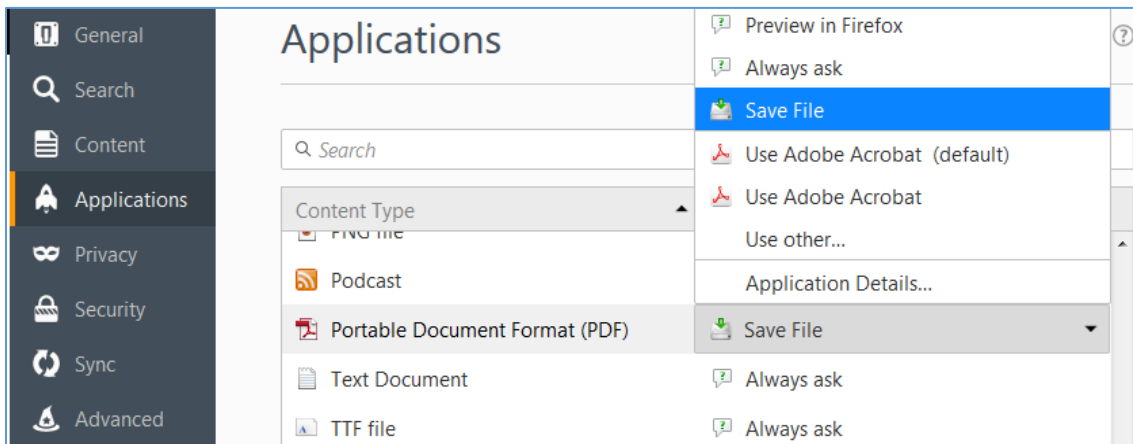 General
Search
Content
Applications
Privacy
Security
Sync
Advanced
Applications
Search
Content Type
PNG file
Podcast
Portable Document Format (PDF)
Save File
Text Document
Always ask
TTF file
Always ask
Preview in Firefox
Always ask
Save File
Use Adobe Acrobat (default)
Use Adobe Acrobat
Use other...
Application Details...